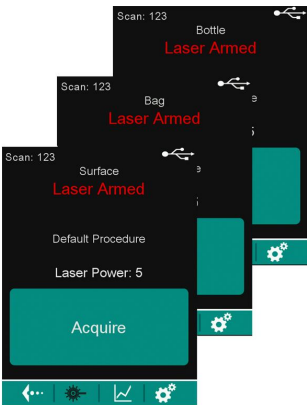 Scan: 123
Bottle
Laser Armed
Scan: 123
Bag
Laser Armed
Scan: 123
Surface
Laser Armed
Default Procedure
Laser Power: 5
Acquire